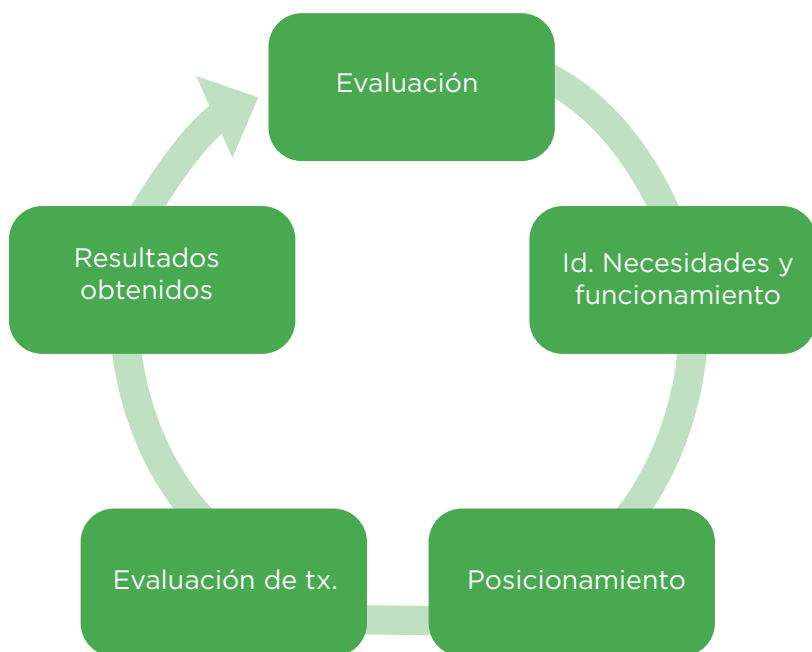 Evaluación
Id. Necesidades y
funcionamiento
Posicionamiento
Evaluación de tx.
Resultados
obtenidos